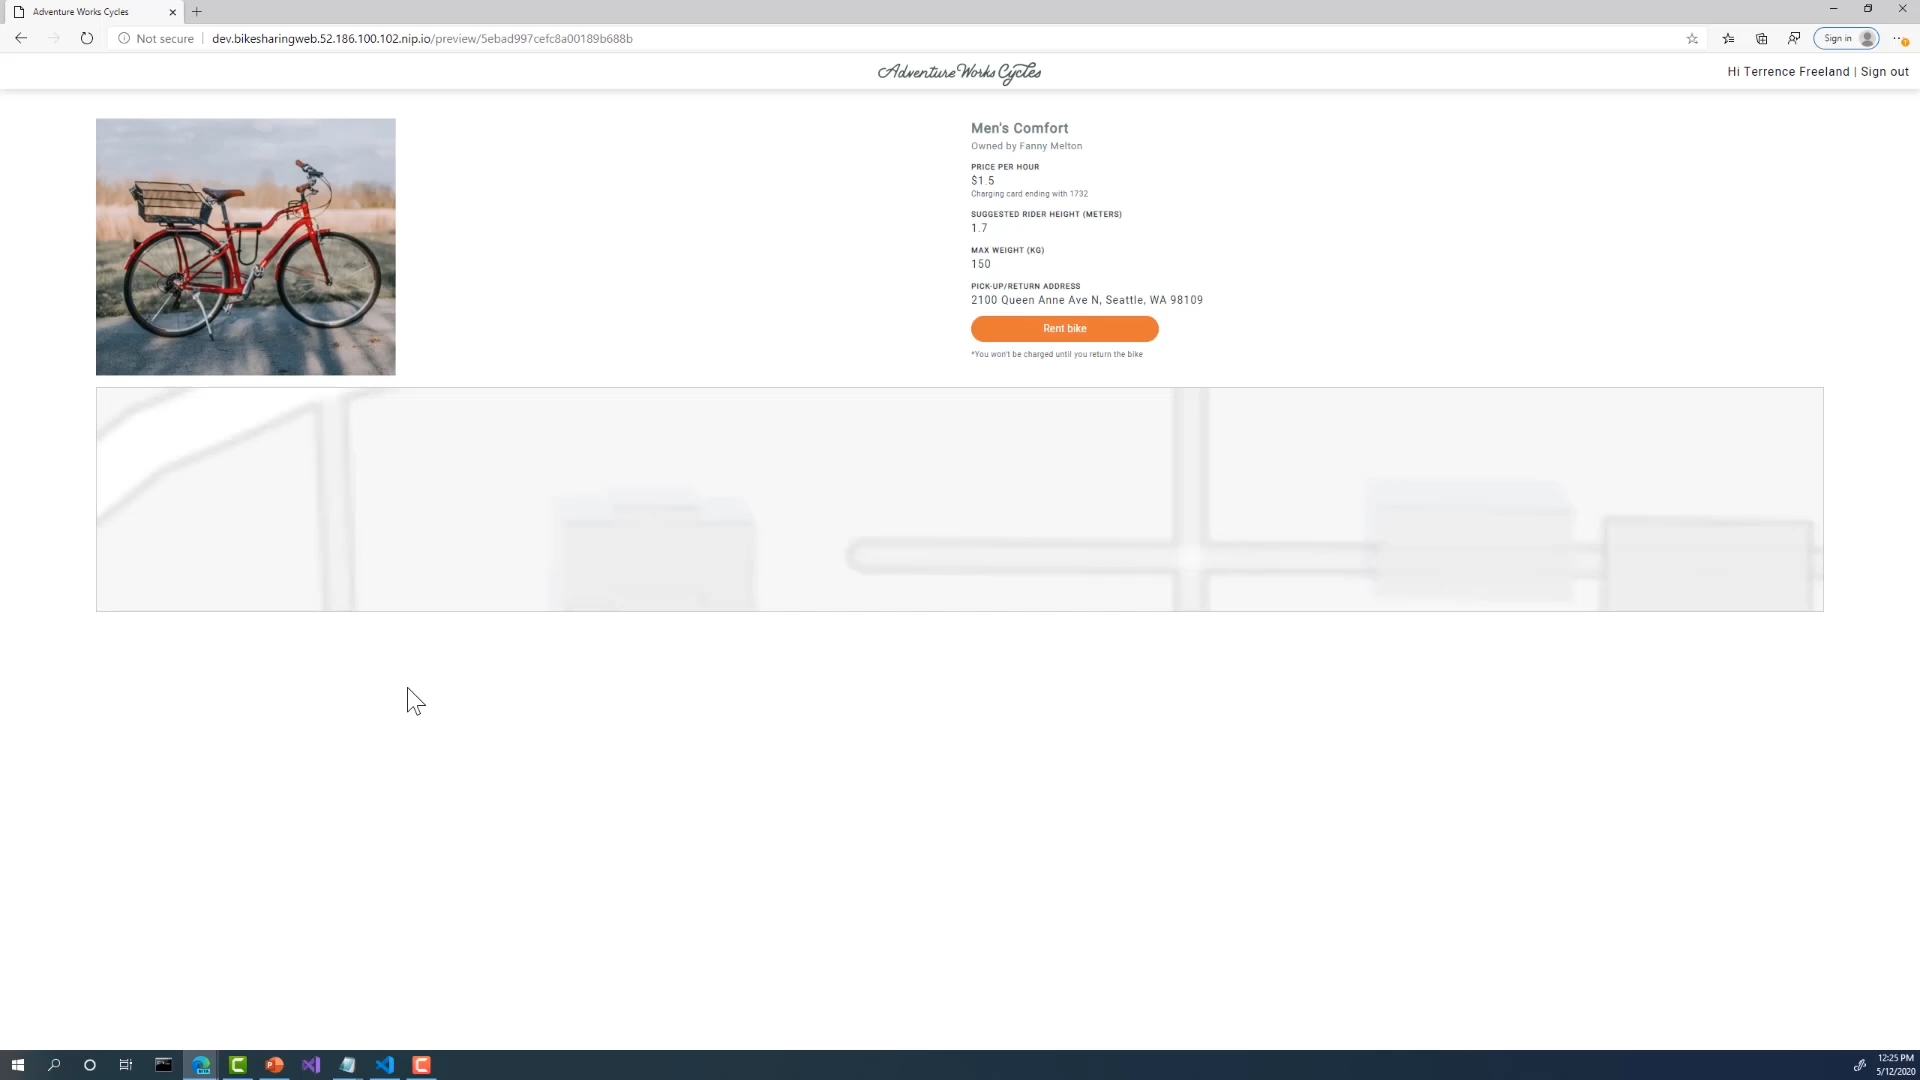 Adventure Works Cycles
Not secure
dev.bikesharingweb.52.186.100.102.nip.io/preview/5ebad997cefc8a00189b688b
Sign in
Adventure Works Cycles
Hi Terrence Freeland | Sign out
Men's Comfort
Owned by Fanny Melton
PRICE PER HOUR
$1.5
Charging card ending with 1732
SUGGESTED RIDER HEIGHT (METERS)
1.7
MAX WEIGHT (KG)
150
PICK-UP/RETURN ADDRESS
2100 Queen Anne Ave N, Seattle, WA 98109
Rent bike
*You won't be charged until you return the bike
12:25 PM
5/12/2020